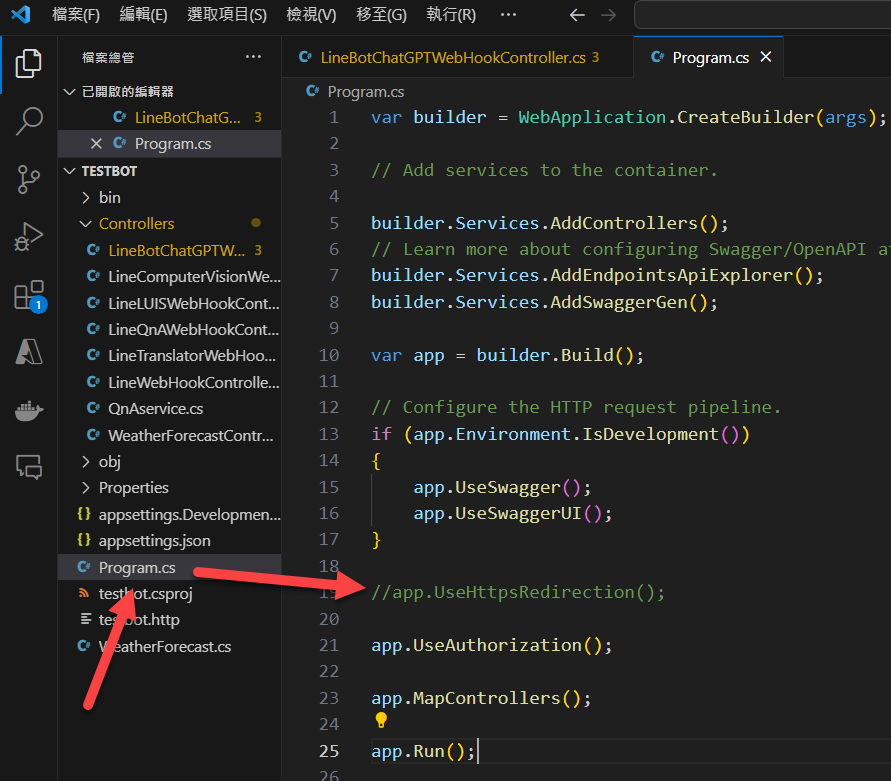 檔案(F) 編輯(E) 選取項目(S) 檢視(V) 移至(G) 執行(R) ···
檔案總管 ···
已開啟的編輯器
LineBotChatG... 3
Program.cs
TESTBOT
bin
Controllers
LineBotChatGPTW... 3
LineComputerVisionWe...
LineLUISWebHookCont...
LineQnAWebHookCont...
LineTranslatorWebHoo...
LineWebHookControlle...
QnAservice.cs
WeatherForecastContr...
obj
Properties
appsettings.Developmen...
appsettings.json
Program.cs
testbot.csproj
testbot.http
WeatherForecast.cs
1
LineBotChatGPTWebHookController.cs 3
Program.cs
Program.cs
1 var builder = WebApplication.CreateBuilder(args);
2
3 // Add services to the container.
4
5 builder.Services.AddControllers();
6 // Learn more about configuring Swagger/OpenAPI a
7 builder.Services.AddEndpointsApiExplorer();
8 builder.Services.AddSwaggerGen();
9
10 var app = builder.Build();
11
12 // Configure the HTTP request pipeline.
13 if (app.Environment.IsDevelopment())
14 {
15 app.UseSwagger();
16 app.UseSwaggerUI();
17 }
18
19 //app.UseHttpsRedirection();
20
21 app.UseAuthorization();
22
23 app.MapControllers();
24
25 app.Run();
26